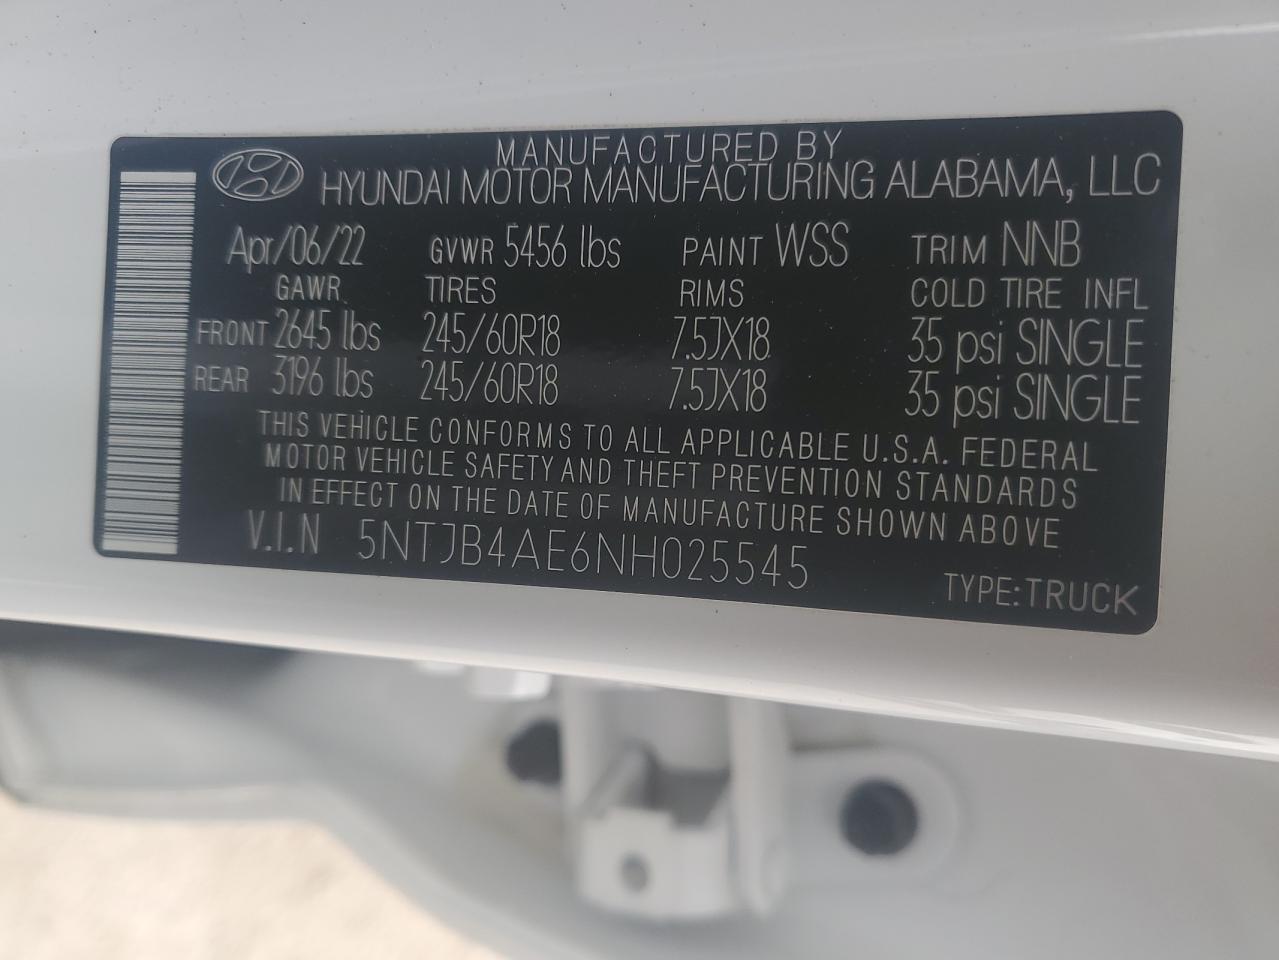 MANUFACTURED BY
HYUNDAI MOTOR MANUFACTURING ALABAMA, LLC
Apr/06/22 GVWR 5456 lbs PAINT WSS TRIM NNB
GAWR TIRES RIMS COLD TIRE INFL
FRONT 2645 lbs 245/60R18 7.5JX18 35 psi SINGLE
REAR 3196 lbs 245/60R18 7.5JX18 35 psi SINGLE
THIS VEHICLE CONFORMS TO ALL APPLICABLE U.S.A. FEDERAL
MOTOR VEHICLE SAFETY AND THEFT PREVENTION STANDARDS
IN EFFECT ON THE DATE OF MANUFACTURE SHOWN ABOVE
V.I.N 5NTJB4AE6NH025545
TYPE:TRUCK